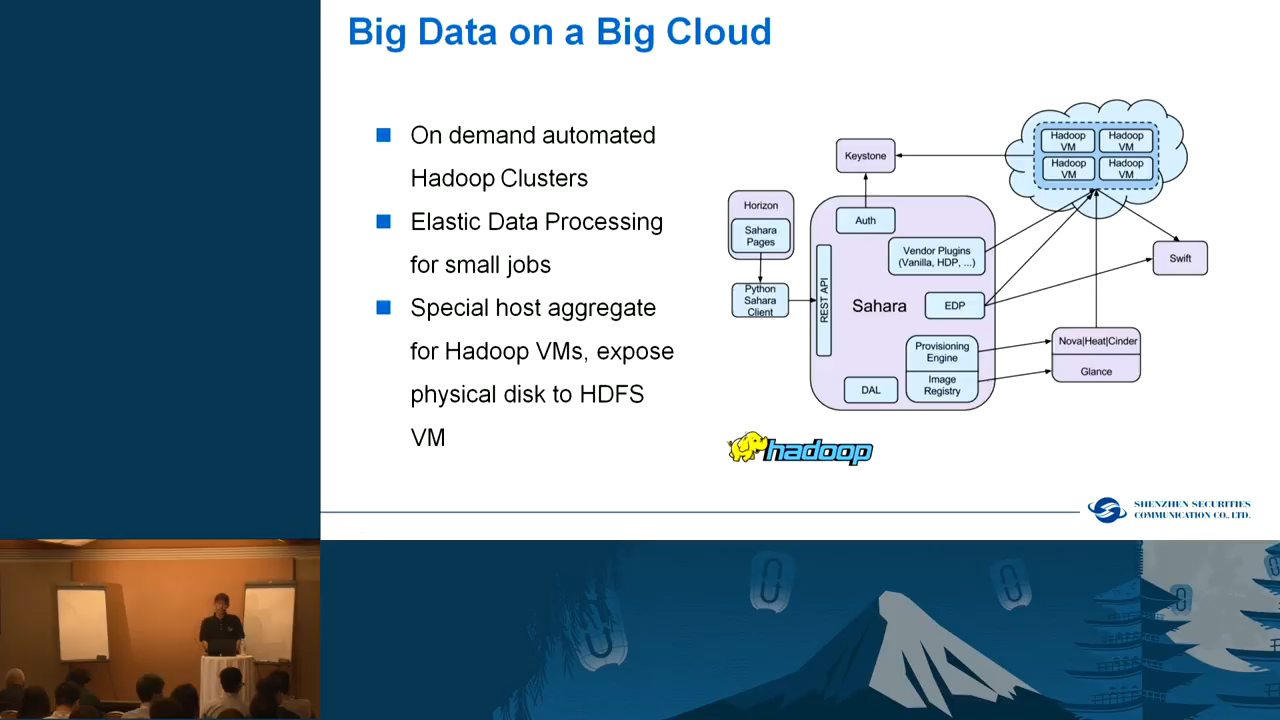 Big Data on a Big Cloud
On demand automated
Hadoop Clusters
Elastic Data Processing
for small jobs
Special host aggregate
for Hadoop VMs, expose
physical disk to HDFS
VM
Keystone
Hadoop
VM
Hadoop
VM
Hadoop
VM
Hadoop
VM
Horizon
Sahara
Pages
Python
Sahara
Client
REST API
Auth
Vendor Plugins
(Vanilla, HDP, ...)
Sahara
EDP
Provisioning
Engine
Image
Registry
DAL
Swift
Nova|Heat|Cinder
Glance
hadoop
SHENZHEN SECURITIES
COMMUNICATION CO., LTD.